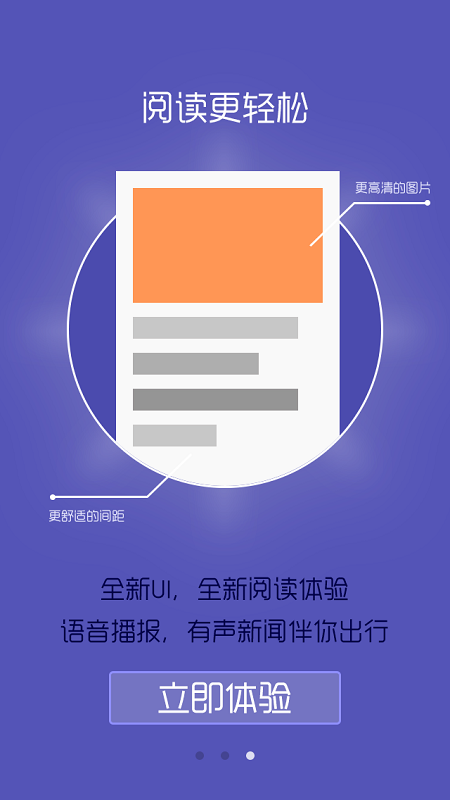 阅读更轻松
更高清的图片
更舒适的间距
全新UI，全新阅读体验
语音播报，有声新闻伴你出行
立即体验